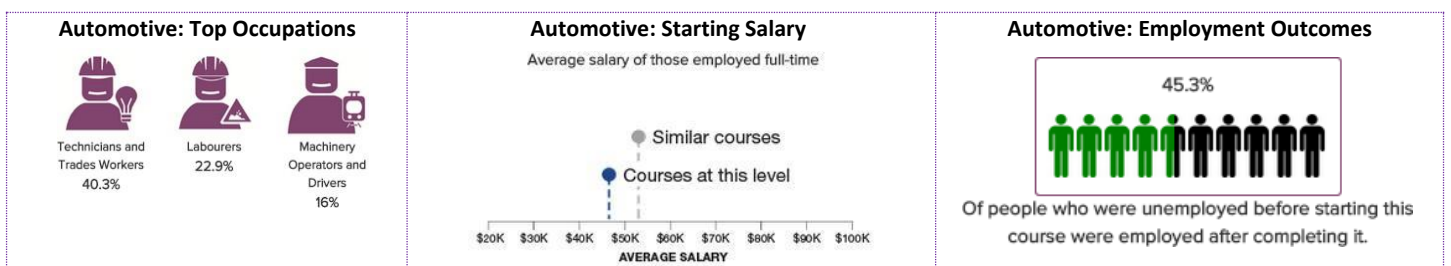 Automotive: Top Occupations
Technicians and
Trades Workers
40.3%
Labourers
22.9%
Machinery
Operators and
Drivers
16%
Automotive: Starting Salary
Average salary of those employed full-time
Similar courses
Courses at this level
$20K $30K $40K $50K $60K $70K $80K $90K $100K
AVERAGE SALARY
Automotive: Employment Outcomes
45.3%
Of people who were unemployed before starting this
course were employed after completing it.